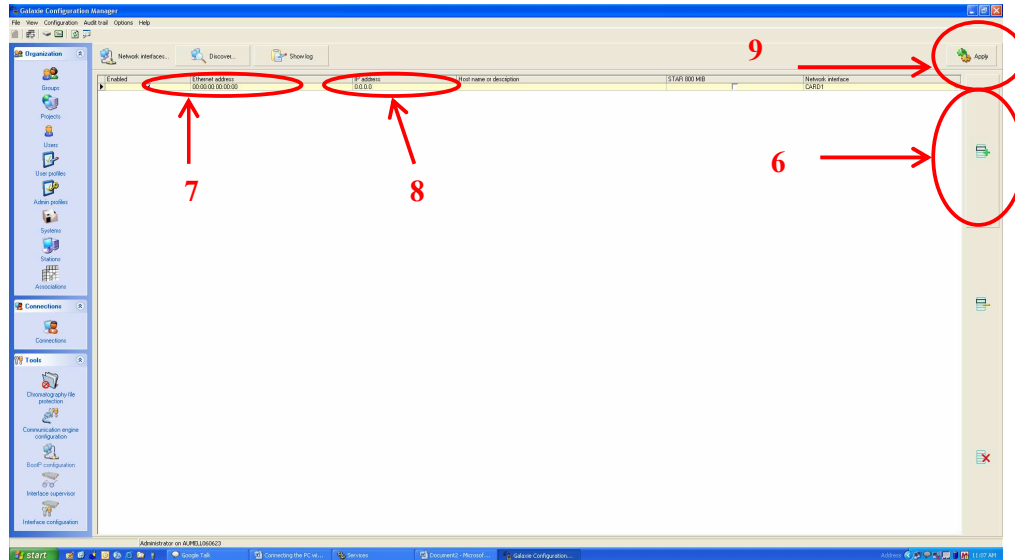 Galaxie Configuration Manager
File View Configuration Audit trail Options Help
Organization
Groups
Projects
Users
User profiles
Admin profiles
Systems
Stations
Associations
Connections
Connections
Tools
Chromatography file
protection
Communication engine
configuration
BootP configuration
Interface supervisor
Interface configuration
Network interfaces... Discover... Show log
9
Apply
Enabled Ethernet address IP address Host name or description STAR 800 MIB Network interface
00:00:00:00:00:00 0.0.0.0 CARD1
6
7 8
Administrator on AUMELL060623
start Google Talk Connecting the PC via... Services Document3 - Microsof... Galaxie Configuration... Address 11:07 AM